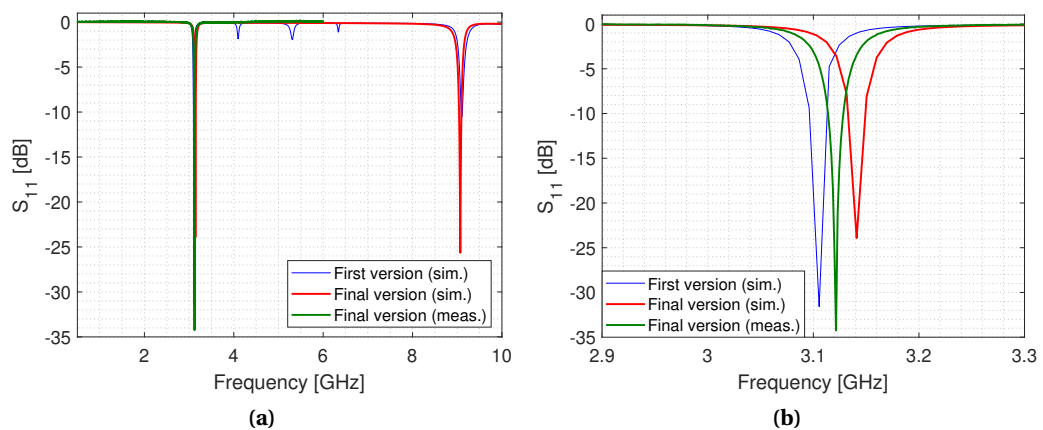 0
-5
-10
-15
-20
-25
-30
-35
S11 [dB]
First version (sim.)
Final version (sim.)
Final version (meas.)
2 4 6 8 10
Frequency [GHz]
(a)
0
-5
-10
-15
-20
-25
-30
-35
S11 [dB]
First version (sim.)
Final version (sim.)
Final version (meas.)
2.9 3 3.1 3.2 3.3
Frequency [GHz]
(b)